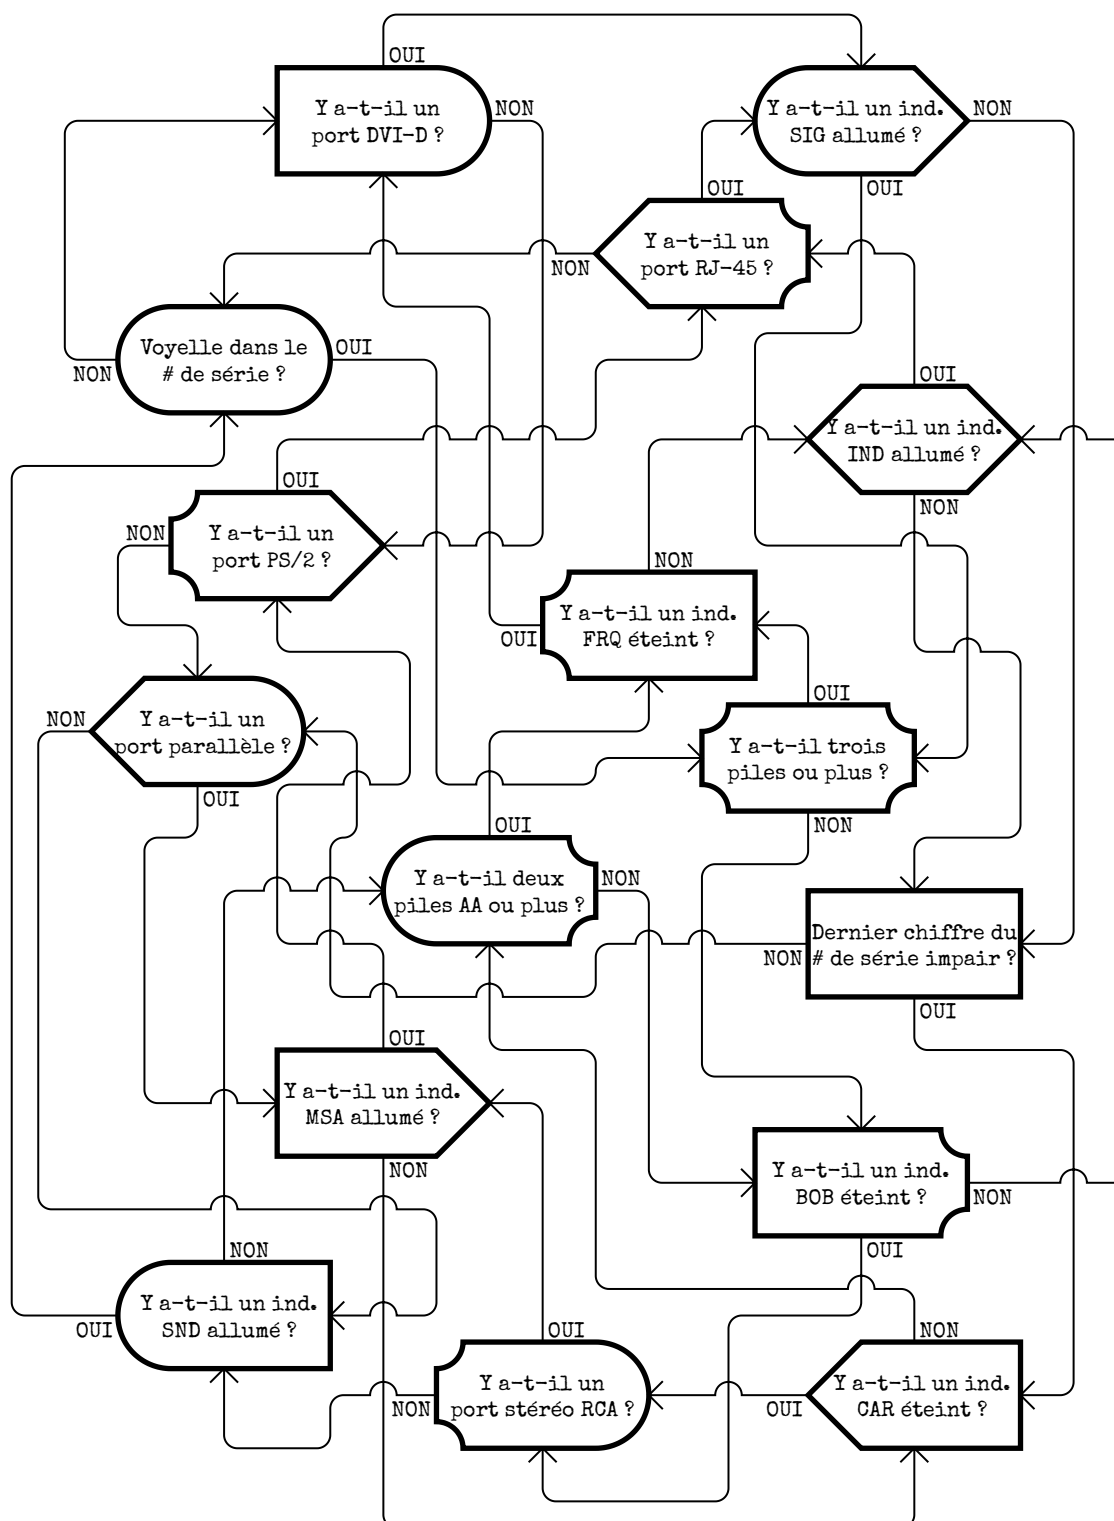 OUI
Y a-t-il un
port DVI-D ?
NON
Y a-t-il un ind.
SIG allumé ?
NON
OUI
OUI
Y a-t-il un
port RJ-45 ?
NON
Voyelle dans le
# de série ?
OUI
NON
OUI
Y a-t-il un ind.
IND allumé ?
NON
OUI
NON
Y a-t-il un
port PS/2 ?
NON
Y a-t-il un ind.
FRQ éteint ?
OUI
OUI
NON
Y a-t-il un
port parallèle ?
OUI
Y a-t-il trois
piles ou plus ?
NON
OUI
Y a-t-il deux
piles AA ou plus ?
NON
Dernier chiffre du
# de série impair ?
NON
OUI
OUI
Y a-t-il un ind.
MSA allumé ?
NON
Y a-t-il un ind.
BOB éteint ?
NON
OUI
NON
Y a-t-il un ind.
SND allumé ?
OUI
OUI
Y a-t-il un
port stéréo RCA ?
NON
NON
Y a-t-il un ind.
CAR éteint ?
OUI